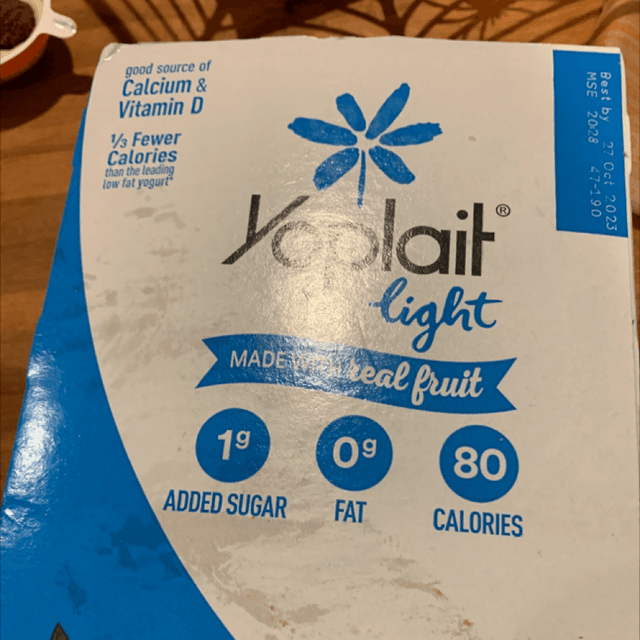 good source of
Calcium &
Vitamin D
⅓ Fewer
Calories
than the leading
low fat yogurt
Best by 27 Oct 2023
MSE 2028 47-190
Yoplait®
light
MADE real fruit
1g
ADDED SUGAR
0g
FAT
80
CALORIES